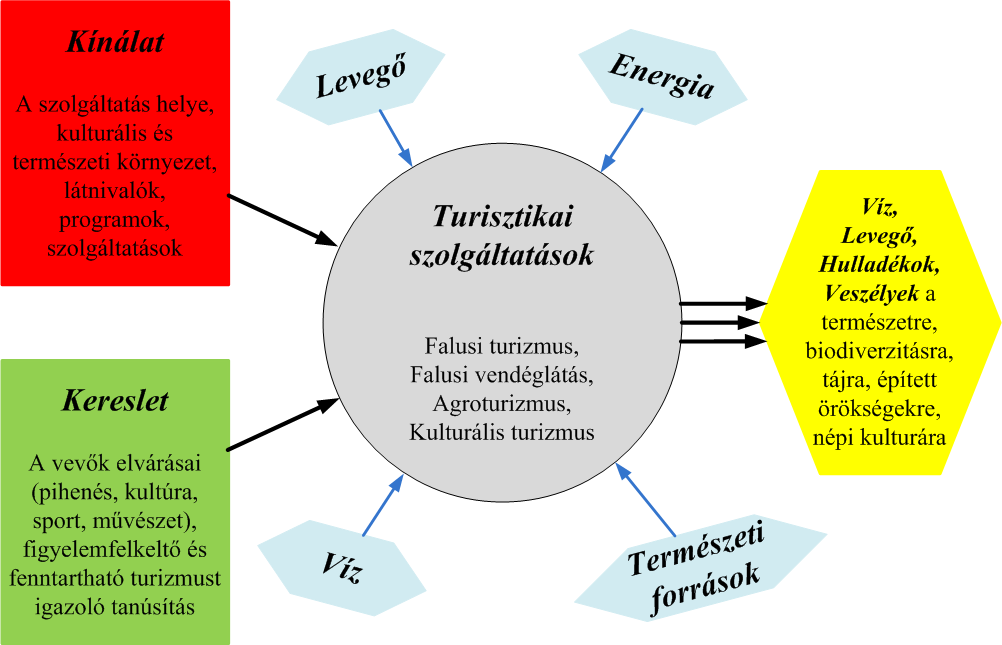 Kínálat
A szolgáltatás helye,
kulturális és
természeti környezet,
látnivalók,
programok,
szolgáltatások
Levegő
Energia
Turisztikai
szolgáltatások
Falusi turizmus,
Falusi vendéglátás,
Agroturizmus,
Kulturális turizmus
Víz,
Levegő,
Hulladékok,
Veszélyek a
természetre,
biodiverzitásra,
tájra, épített
örökségekre,
népi kulturára
Kereslet
A vevők elvárásai
(pihenés, kultúra,
sport, művészet),
figyelemfelkeltő és
fenntartható turizmust
igazoló tanúsítás
Víz
Természeti
források